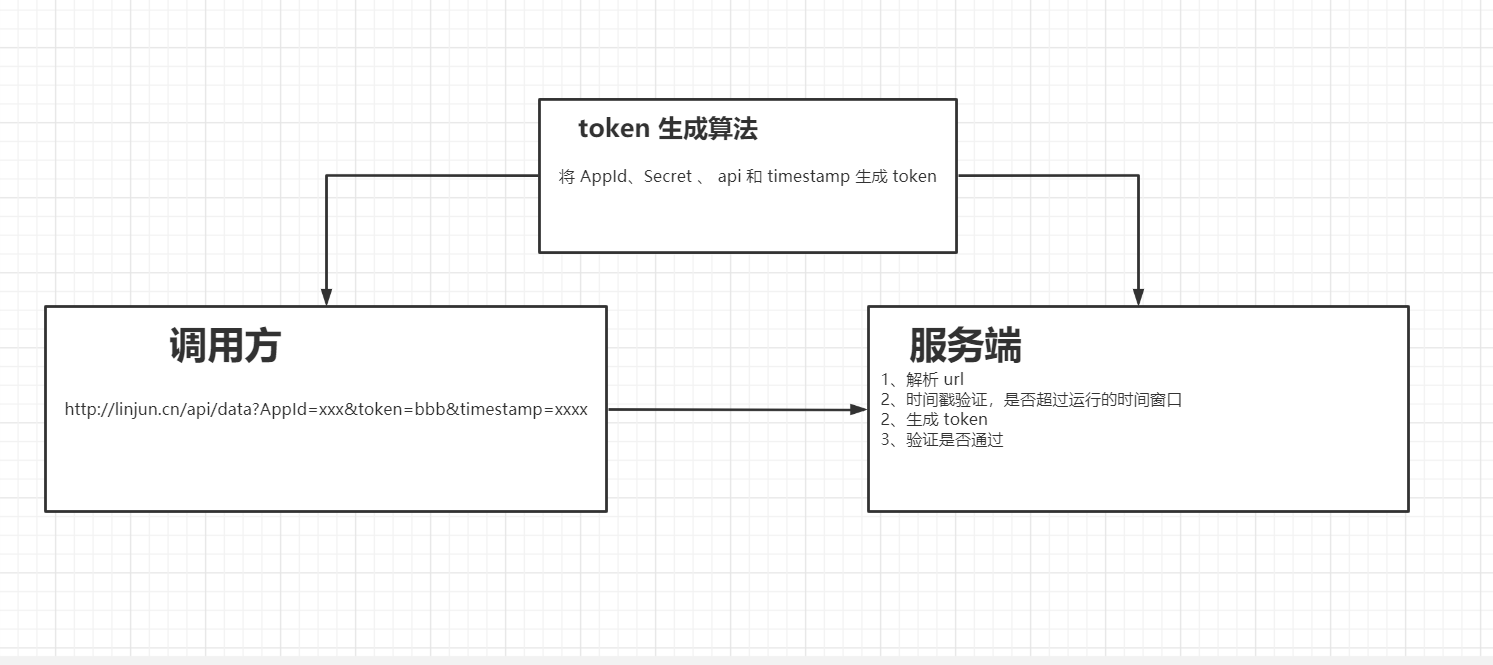 token 生成算法
将 AppId、Secret 、 api 和 timestamp 生成 token
调用方
http://linjun.cn/api/data?AppId=xxx&token=bbb&timestamp=xxxx
服务端
1、解析 url
2、时间戳验证，是否超过运行的时间窗口
2、生成 token
3、验证是否通过